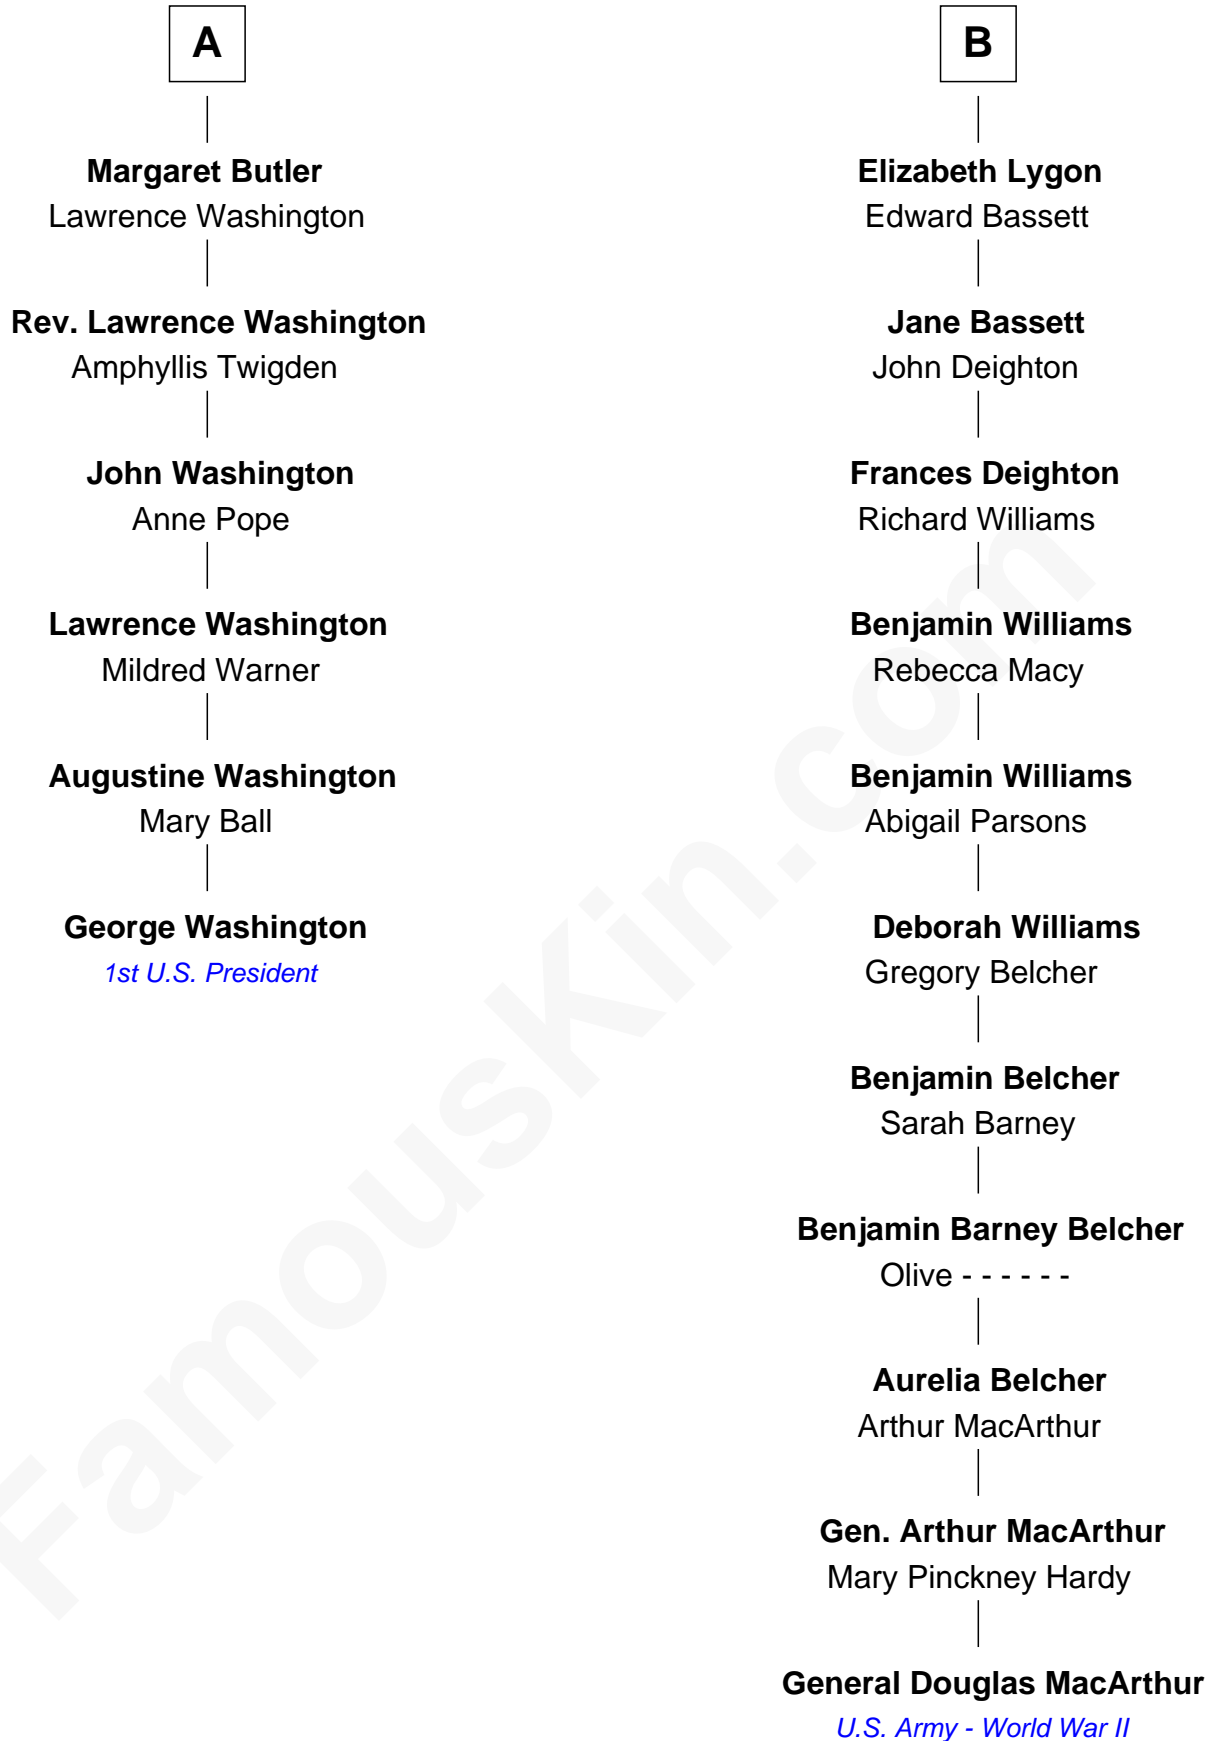 A
Margaret Butler
Lawrence Washington
Rev. Lawrence Washington
Amphyllis Twigden
John Washington
Anne Pope
Lawrence Washington
Mildred Warner
Augustine Washington
Mary Ball
George Washington
1st U.S. President
B
Elizabeth Lygon
Edward Bassett
Jane Bassett
John Deighton
Frances Deighton
Richard Williams
Benjamin Williams
Rebecca Macy
Benjamin Williams
Abigail Parsons
Deborah Williams
Gregory Belcher
Benjamin Belcher
Sarah Barney
Benjamin Barney Belcher
Olive - - - - - -
Aurelia Belcher
Arthur MacArthur
Gen. Arthur MacArthur
Mary Pinckney Hardy
General Douglas MacArthur
U.S. Army - World War II
FamousKin.com